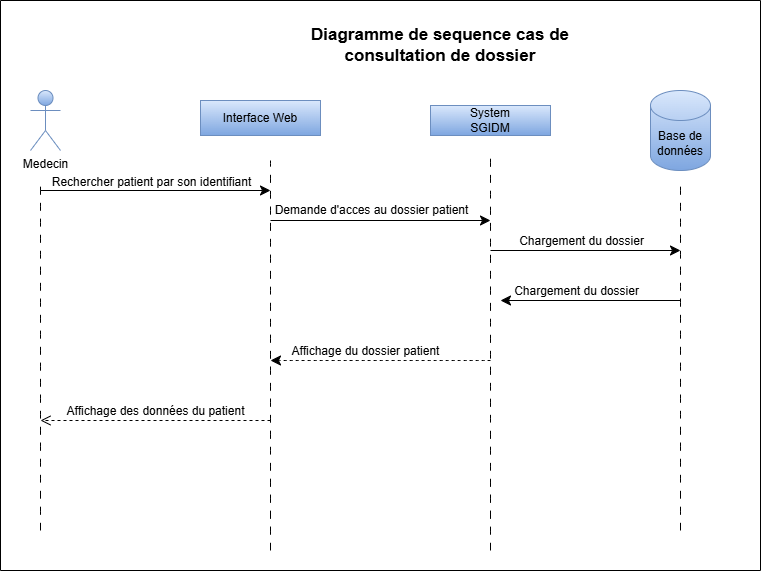 Diagramme de sequence cas de
consultation de dossier
Medecin
Interface Web
System
SGIDM
Base de
données
Rechercher patient par son identifiant
Demande d'acces au dossier patient
Chargement du dossier
Chargement du dossier
Affichage du dossier patient
Affichage des données du patient